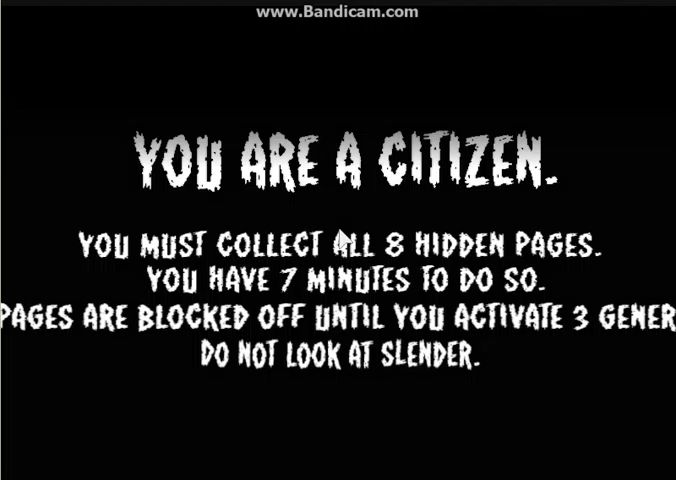 www.Bandicam.com
YOU ARE A CITIZEN.
YOU MUST COLLECT ALL 8 HIDDEN PAGES.
YOU HAVE 7 MINUTES TO DO SO.
PAGES ARE BLOCKED OFF UNTIL YOU ACTIVATE 3 GENER
DO NOT LOOK AT SLENDER.